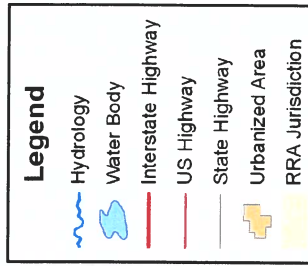 Legend
Hydrology
Water Body
Interstate Highway
US Highway
State Highway
Urbanized Area
RRA Jurisdiction